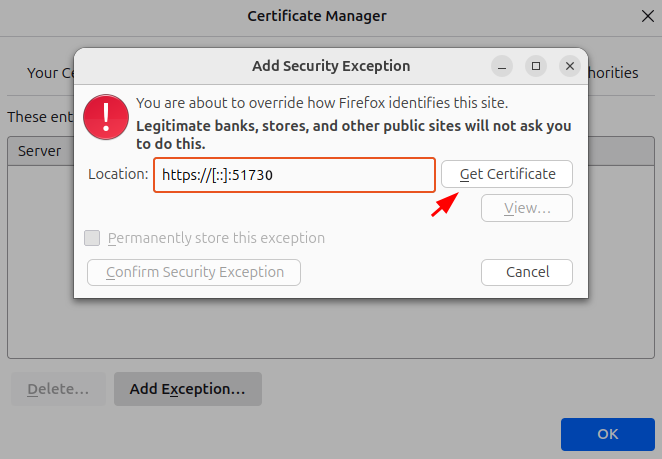 Certificate Manager
Add Security Exception
Your Ce
horities
You are about to override how Firefox identifies this site.
Legitimate banks, stores, and other public sites will not ask you
to do this.
These ent
Server
Location:
https://[::]:51730
Get Certificate
View…
Permanently store this exception
Confirm Security Exception
Cancel
Delete…
Add Exception…
OK